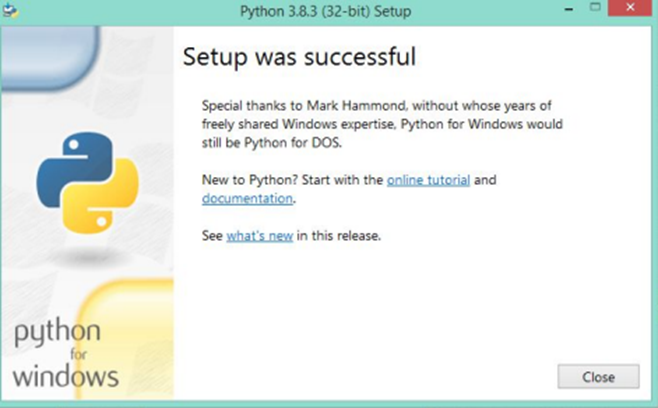 Python 3.8.3 (32-bit) Setup
Setup was successful
Special thanks to Mark Hammond, without whose years of
freely shared Windows expertise, Python for Windows would
still be Python for DOS.
New to Python? Start with the online tutorial and
documentation.
See what's new in this release.
python
for
windows
Close